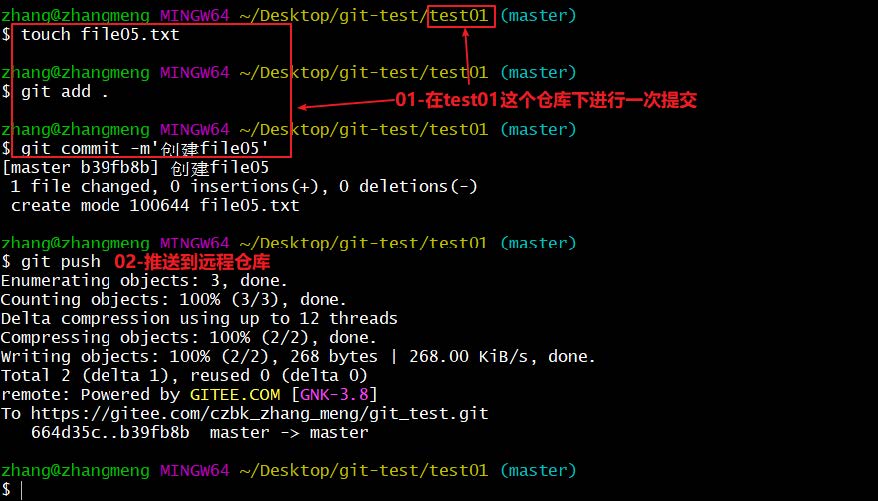 zhang@zhangmeng MINGW64 ~/Desktop/git-test/test01 (master)
$ touch file05.txt
zhang@zhangmeng MINGW64 ~/Desktop/git-test/test01 (master)
$ git add .
01-在test01这个仓库下进行一次提交
zhang@zhangmeng MINGW64 ~/Desktop/git-test/test01 (master)
$ git commit -m'创建file05'
[master b39fb8b] 创建file05
1 file changed, 0 insertions(+), 0 deletions(-)
create mode 100644 file05.txt
zhang@zhangmeng MINGW64 ~/Desktop/git-test/test01 (master)
$ git push 02-推送到远程仓库
Enumerating objects: 3, done.
Counting objects: 100% (3/3), done.
Delta compression using up to 12 threads
Compressing objects: 100% (2/2), done.
Writing objects: 100% (2/2), 268 bytes | 268.00 KiB/s, done.
Total 2 (delta 1), reused 0 (delta 0)
remote: Powered by GITEE.COM [GNK-3.8]
To https://gitee.com/czbk_zhang_meng/git_test.git
664d35c..b39fb8b master -> master
zhang@zhangmeng MINGW64 ~/Desktop/git-test/test01 (master)
$